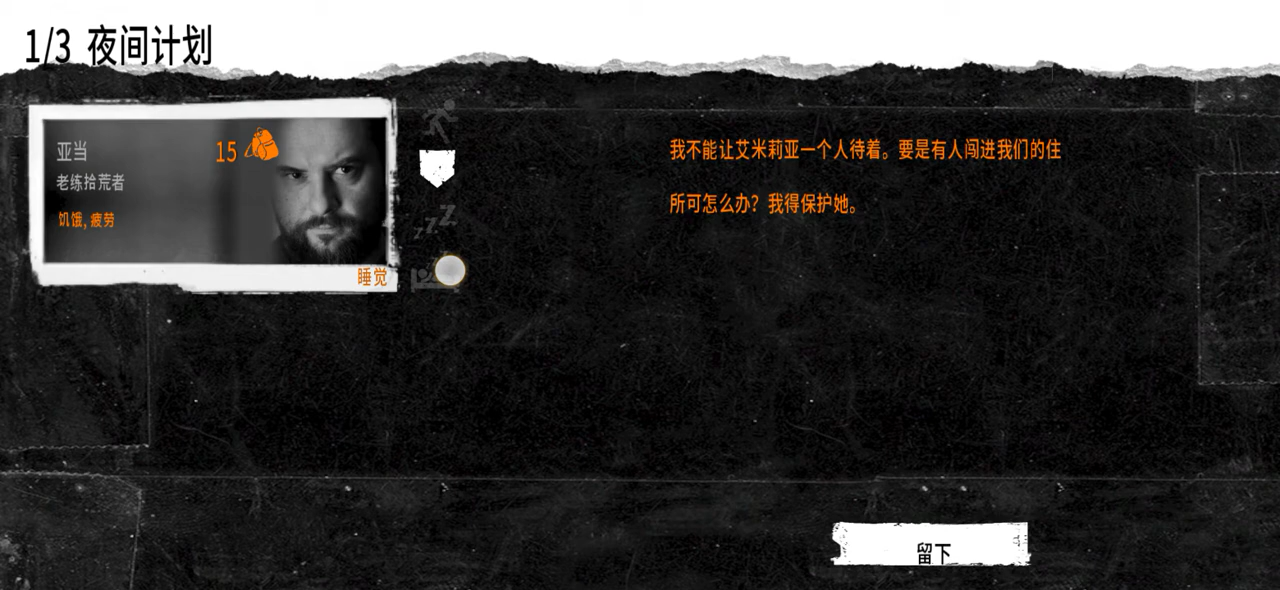 1/3 夜间计划
亚当
15
老练拾荒者
饥饿, 疲劳
睡觉
我不能让艾米莉亚一个人待着。要是有人闯进我们的住
所可怎么办？我得保护她。
留下